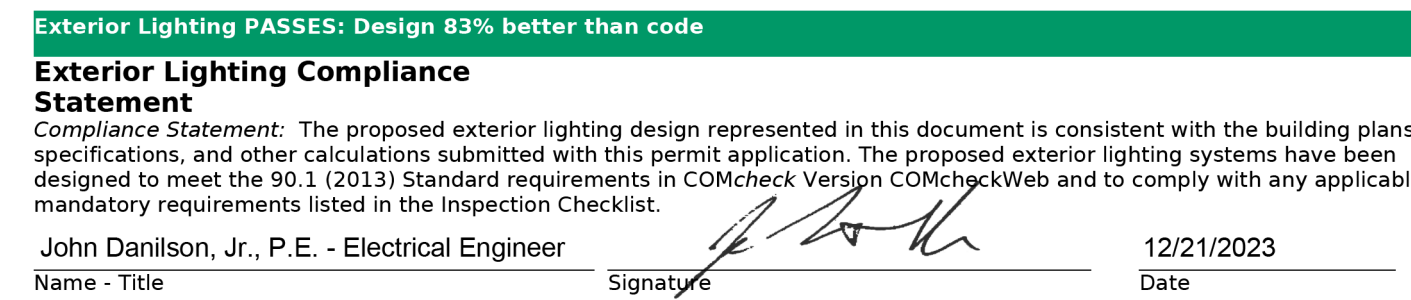 Exterior Lighting PASSES: Design 83% better than code
Exterior Lighting Compliance
Statement
Compliance Statement: The proposed exterior lighting design represented in this document is consistent with the building plans
specifications, and other calculations submitted with this permit application. The proposed exterior lighting systems have been
designed to meet the 90.1 (2013) Standard requirements in COMcheck Version COMcheckWeb and to comply with any applicabl
mandatory requirements listed in the Inspection Checklist.
John Danilson, Jr., P.E. - Electrical Engineer 12/21/2023
Name - Title Signature Date